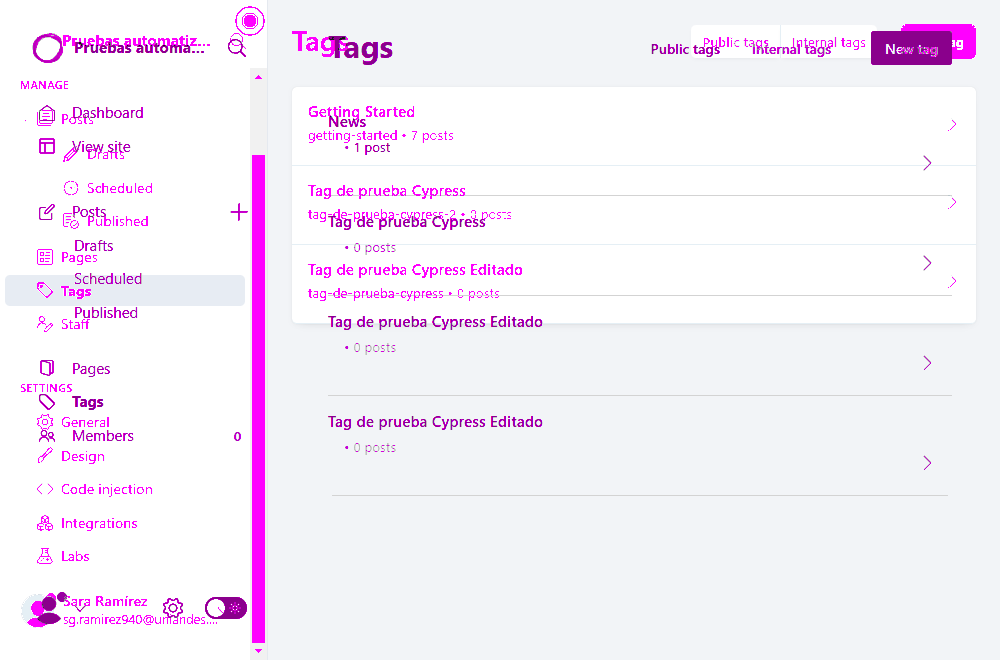 Pruebas automatiz...
Pruebas automa...
MANAGE
Dashboard
Posts
View site
Drafts
Scheduled
Posts
Published
Drafts
Pages
Scheduled
Tags
Published
Staff
Pages
SETTINGS
Tags
General
Members 0
Design
Code injection
Integrations
Labs
Sara Ramírez
sg.ramirez940@uniandes....
Tags
Tags
Public tags Internal tags
Public tags Internal tags New tag
Getting Started
News
getting-started • 7 posts
• 1 post
Tag de prueba Cypress
tag-de-prueba-cypress-2 • 0 posts
Tag de prueba Cypress
• 0 posts
Tag de prueba Cypress Editado
tag-de-prueba-cypress • 0 posts
Tag de prueba Cypress Editado
• 0 posts
Tag de prueba Cypress Editado
• 0 posts